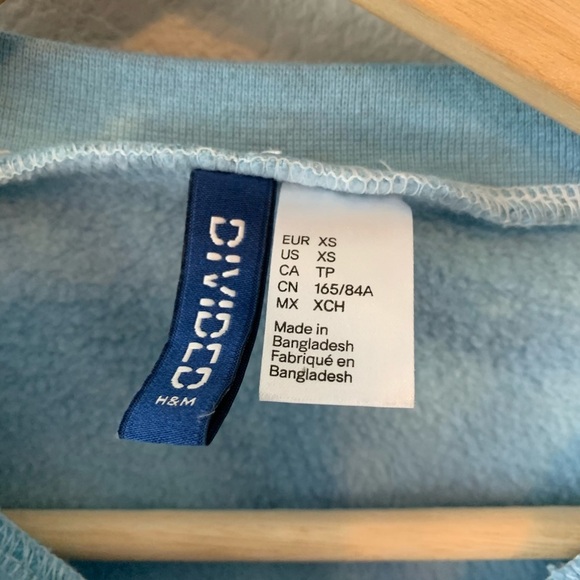 DIVIDED
H&M
EUR XS
US XS
CA TP
CN 165/84A
MX XCH
Made in
Bangladesh
Fabriqué en
Bangladesh